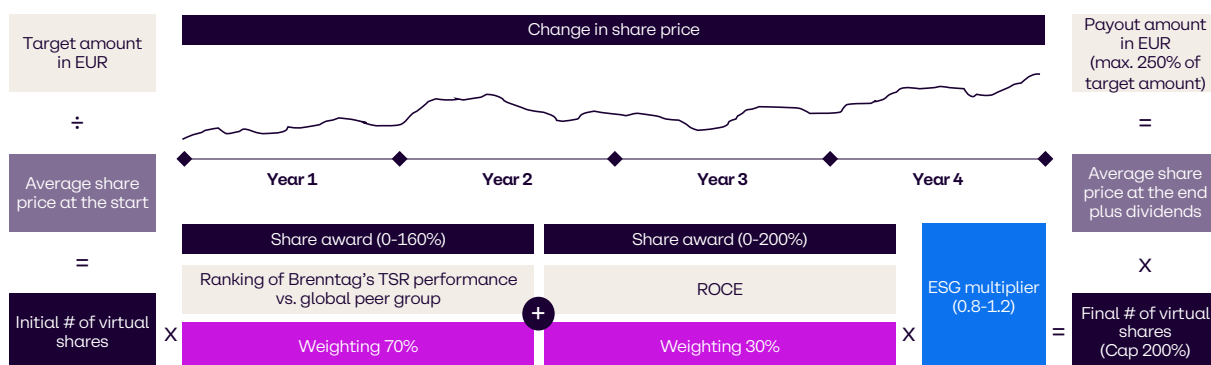 Target amount
in EUR
÷
Average share
price at the start
=
Initial # of virtual
shares
x
Change in share price
Year 1
Year 2
Year 3
Year 4
Share award (0-160%)
Ranking of Brenntag’s TSR performance
vs. global peer group
Weighting 70%
+
Share award (0-200%)
ROCE
Weighting 30%
x
ESG multiplier
(0.8-1.2)
=
Payout amount
in EUR
(max. 250% of
target amount)
=
Average share
price at the end
plus dividends
x
Final # of virtual
shares
(Cap 200%)